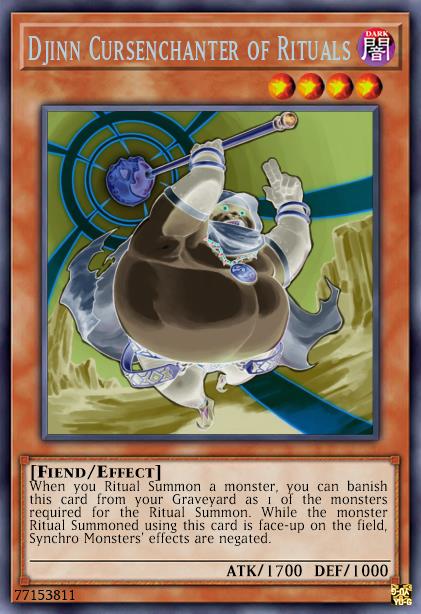 Djinn Cursenchanter of Rituals
DARK
闇
[Fiend/Effect]
When you Ritual Summon a monster, you can banish
this card from your Graveyard as 1 of the monsters
required for the Ritual Summon. While the monster
Ritual Summoned using this card is face-up on the field,
Synchro Monsters' effects are negated.
ATK/1700 DEF/1000
77153811